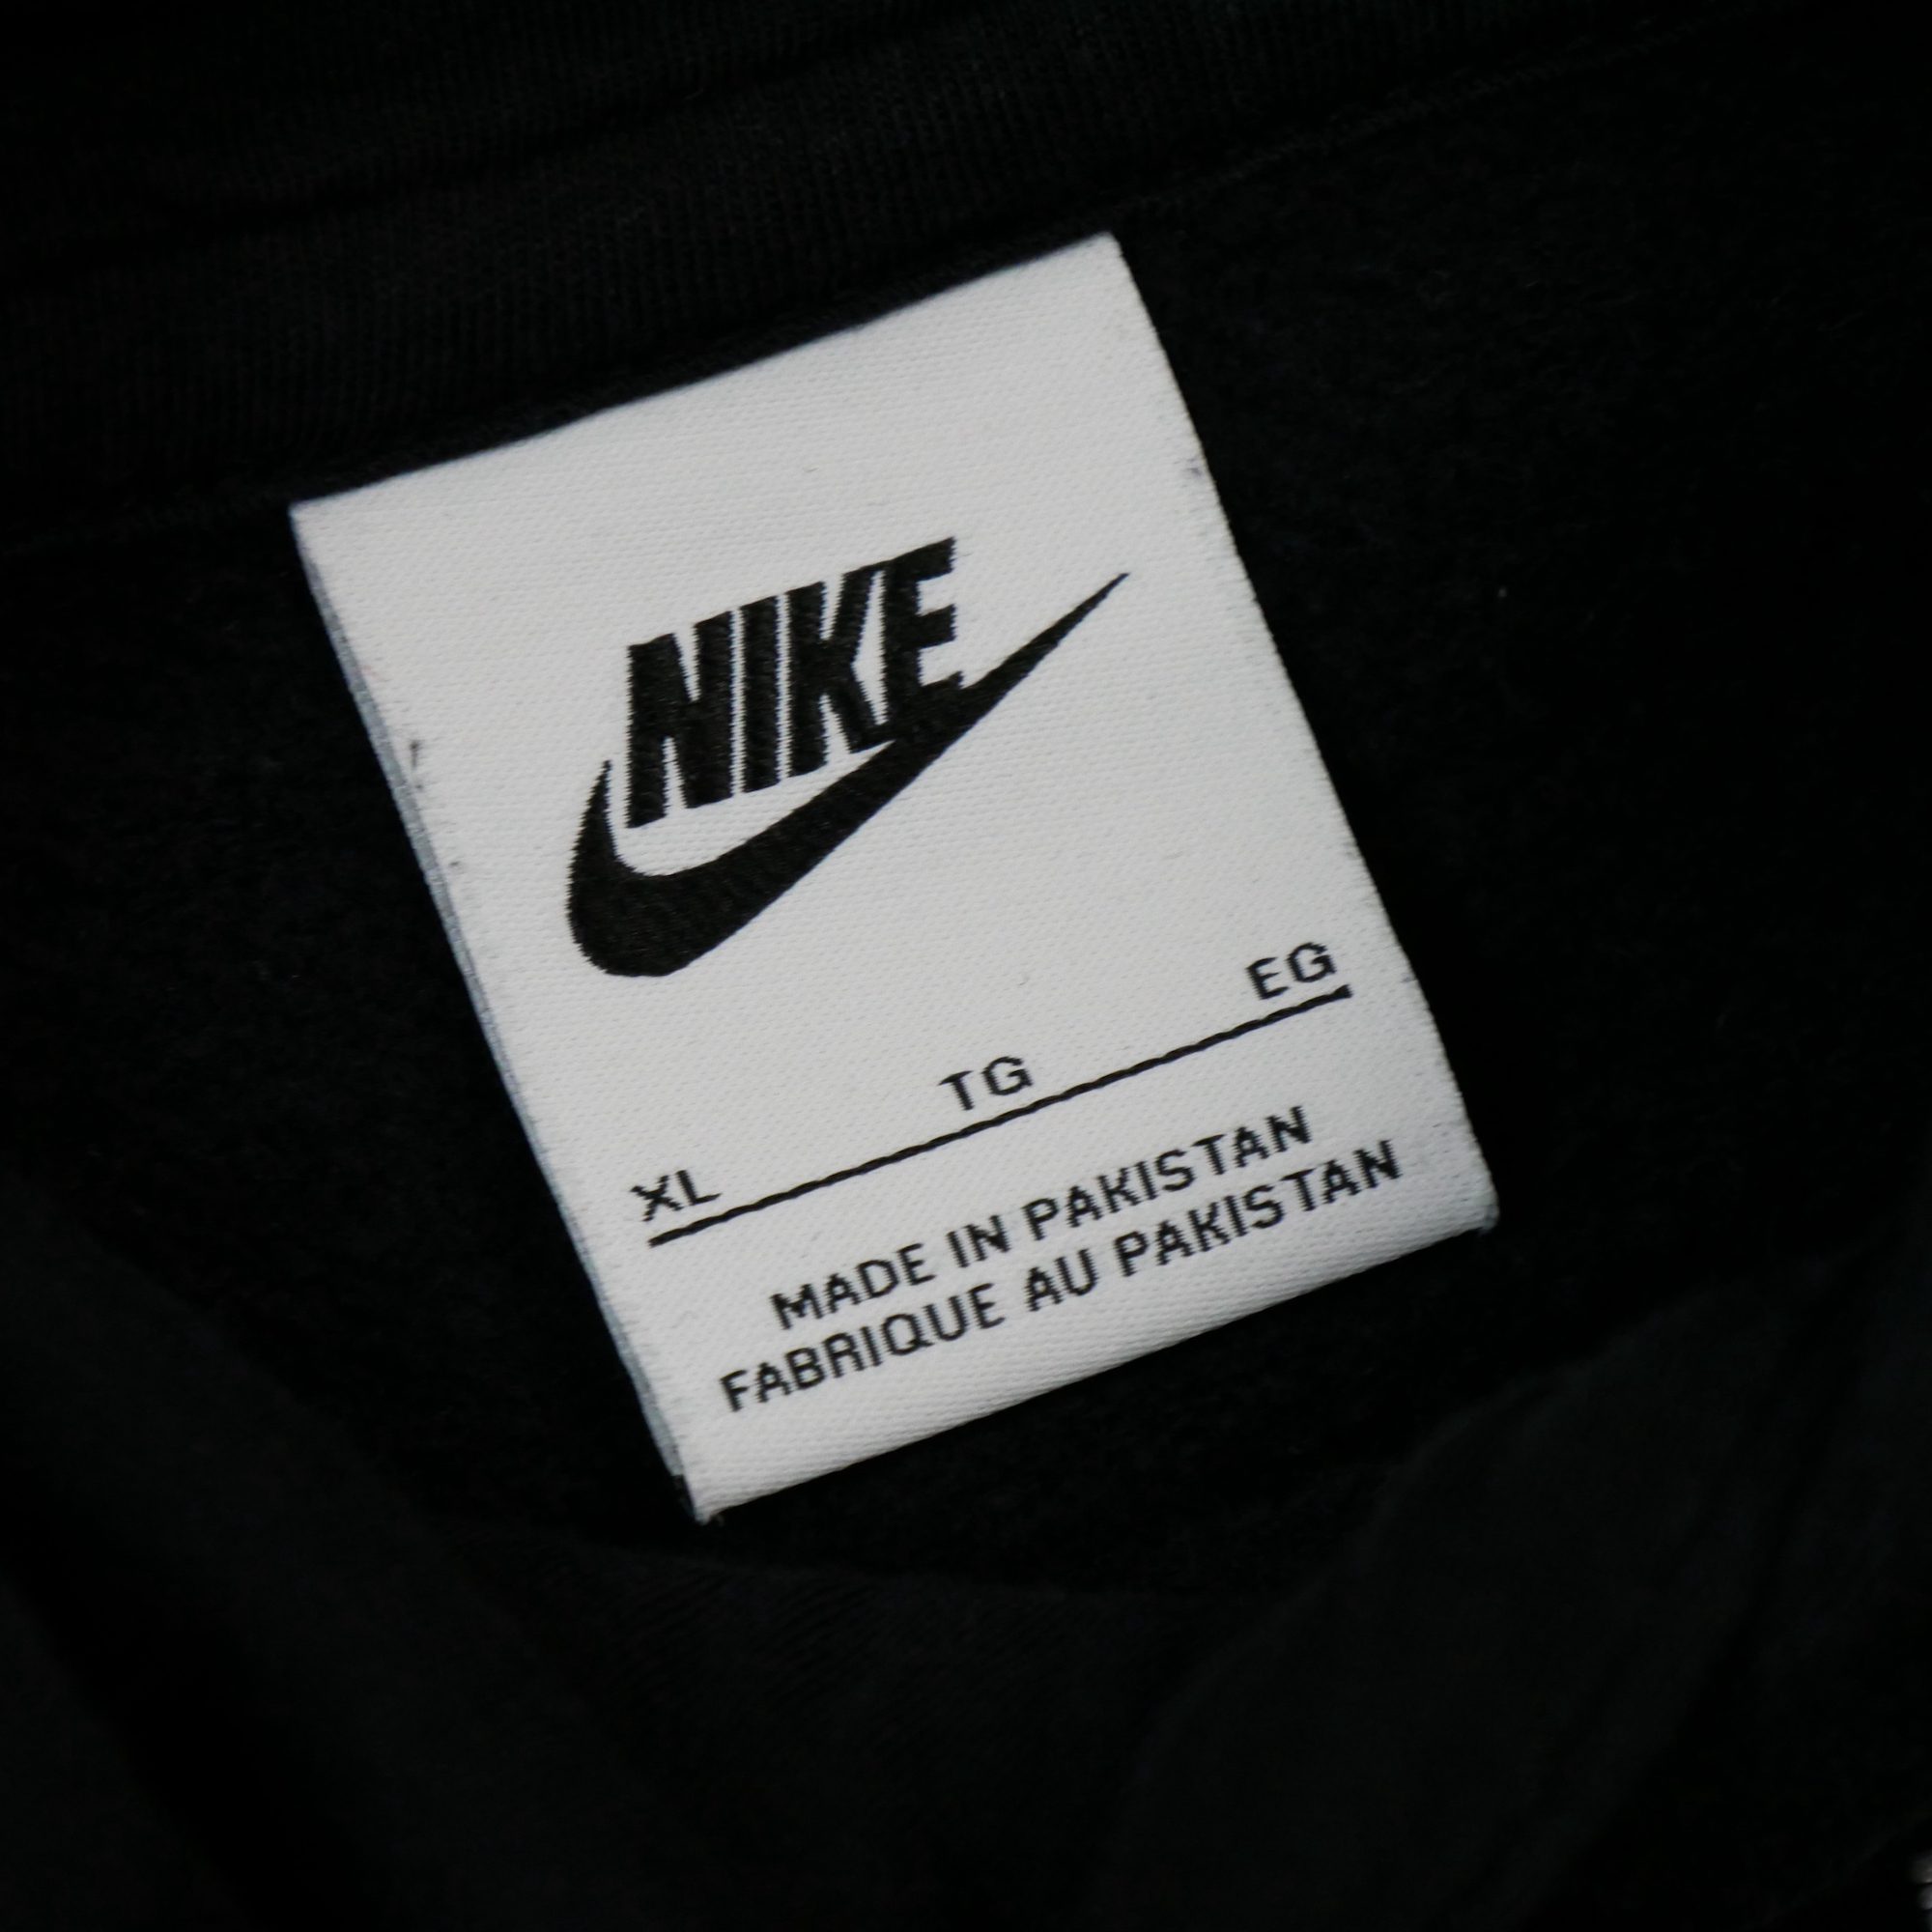 NIKE
XL TG EG
MADE IN PAKISTAN
FABRIQUE AU PAKISTAN